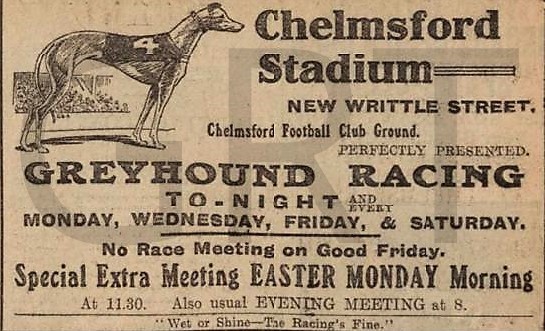 Chelmsford
Stadium
4
NEW WRITTLE STREET.
Chelmsford Football Club Ground.
PERFECTLY PRESENTED.
GREYHOUND RACING
TO-NIGHT AND EVERY
MONDAY, WEDNESDAY, FRIDAY, & SATURDAY.
No Race Meeting on Good Friday.
Special Extra Meeting EASTER MONDAY Morning
At 11.30. Also usual EVENING MEETING at 8.
"Wet or Shine—The Racing's Fine."
GRT